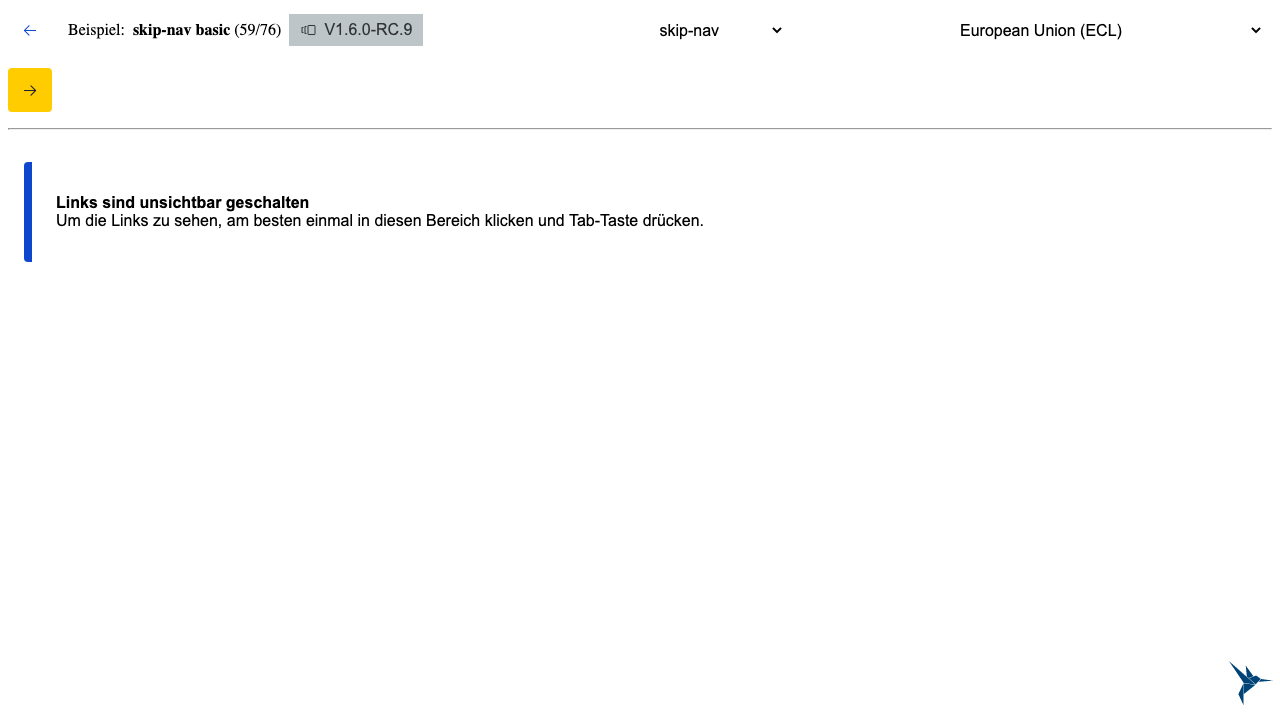 Beispiel: skip-nav basic (59/76) V1.6.0-RC.9 skip-nav European Union (ECL)
Links sind unsichtbar geschalten
Um die Links zu sehen, am besten einmal in diesen Bereich klicken und Tab-Taste drücken.